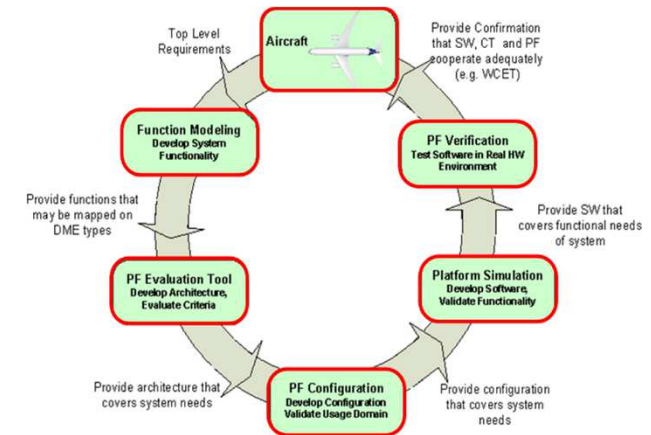 Aircraft
Top Level
Requirements
Function Modeling
Develop System
Functionality
Provide functions that
may be mapped on
DME types
PF Evaluation Tool
Develop Architecture,
Evaluate Criteria
Provide architecture that
covers system needs
PF Configuration
Develop Configuration
Validate Usage Domain
Provide configuration
that covers system
needs
Platform Simulation
Develop Software,
Validate Functionality
Provide SW that
covers functional needs
of system
PF Verification
Test Software in Real HW
Environment
Provide Confirmation
that SW, CT and PF
cooperate adequately
(e.g. WCET)